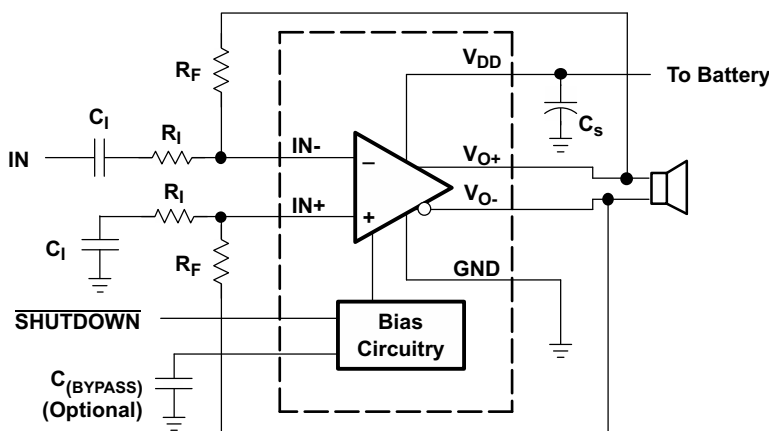 V_DD
To Battery
R_F
C_s
C_I
R_I
IN
IN-
−
V_O+
R_I
IN+
+
V_O-
C_I
R_F
GND
SHUTDOWN
Bias
Circuitry
C_(BYPASS)
(Optional)